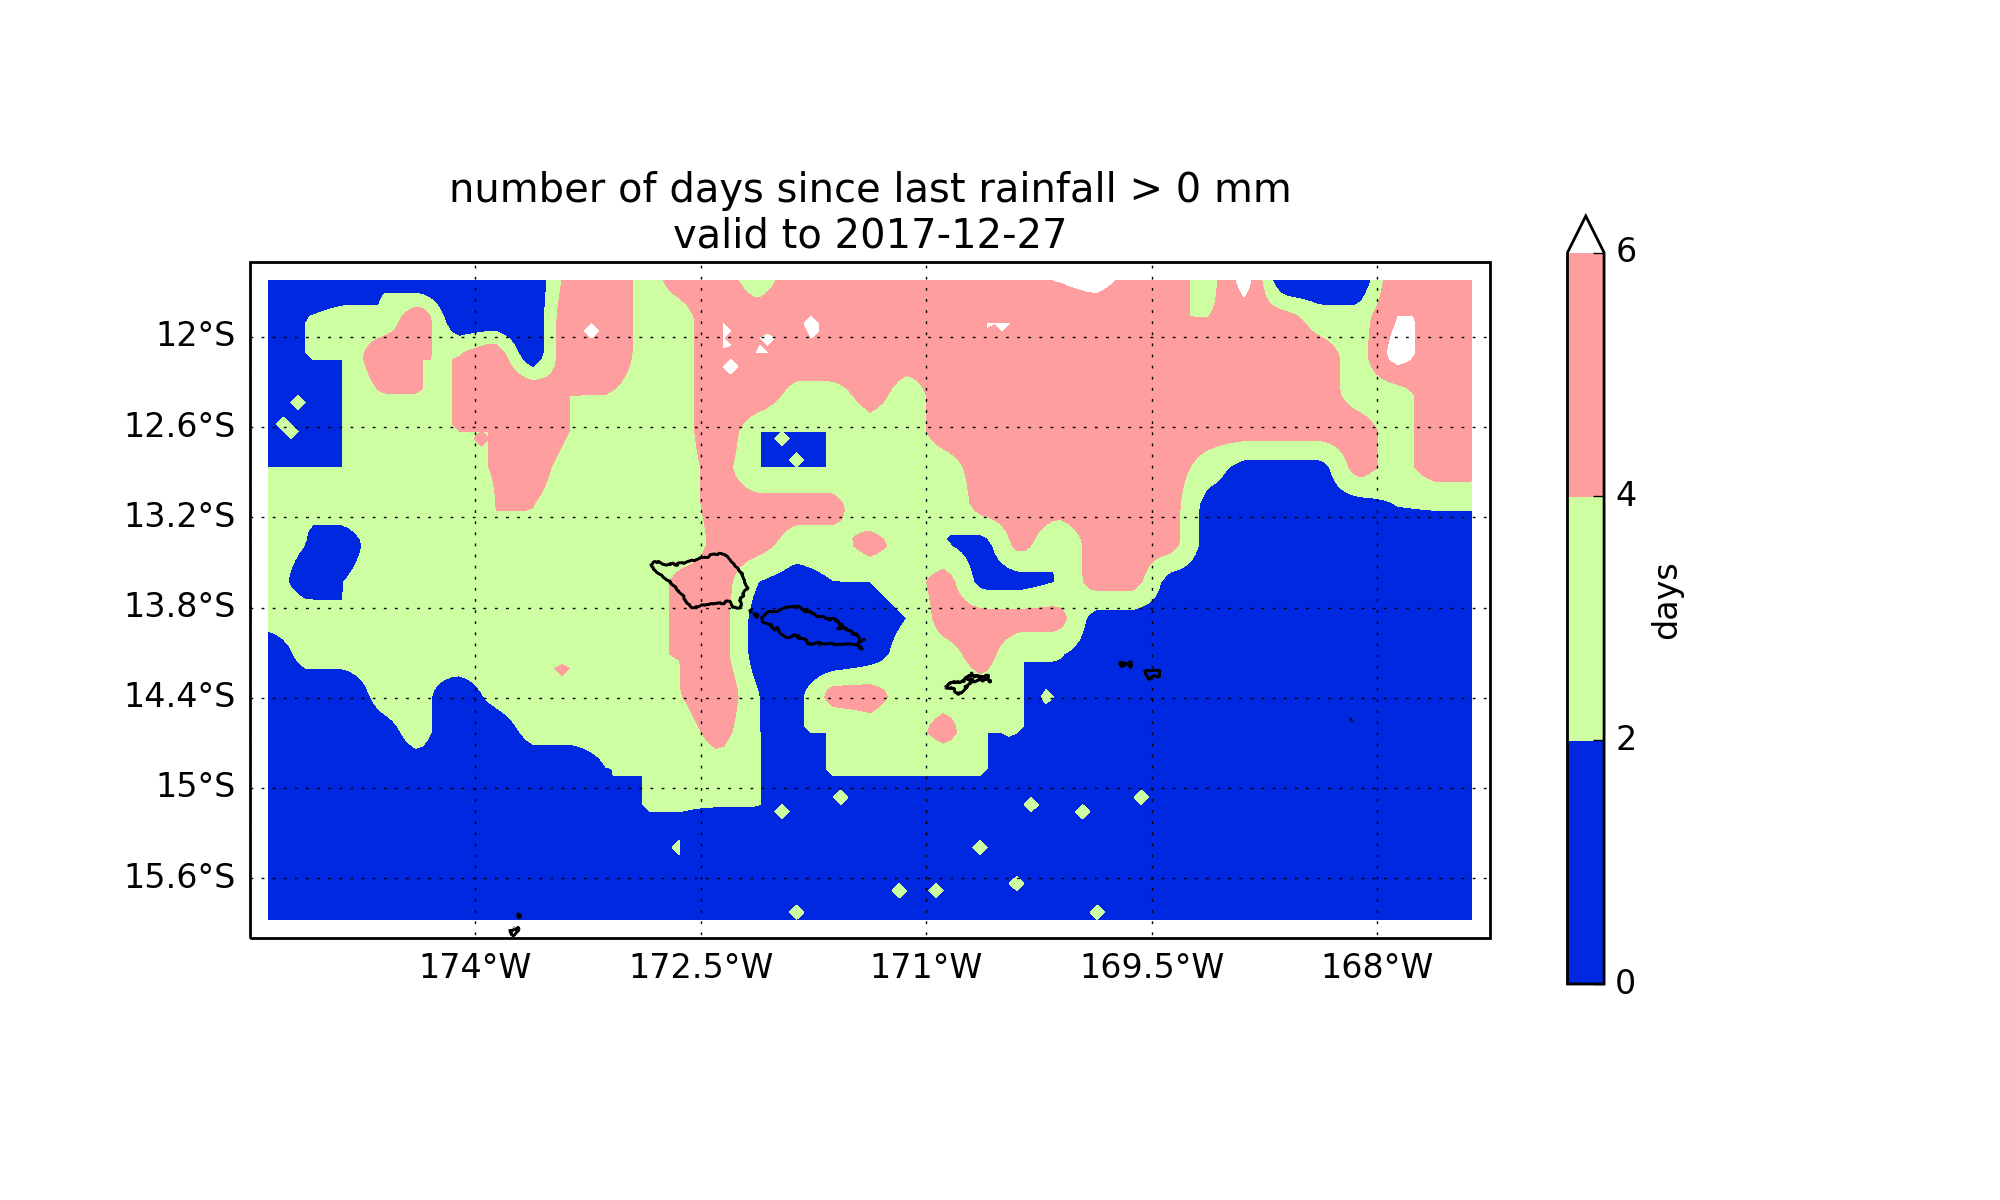 number of days since last rainfall > 0 mm
valid to 2017-12-27
12°S
12.6°S
13.2°S
13.8°S
14.4°S
15°S
15.6°S
174°W
172.5°W
171°W
169.5°W
168°W
6
4
2
0
days